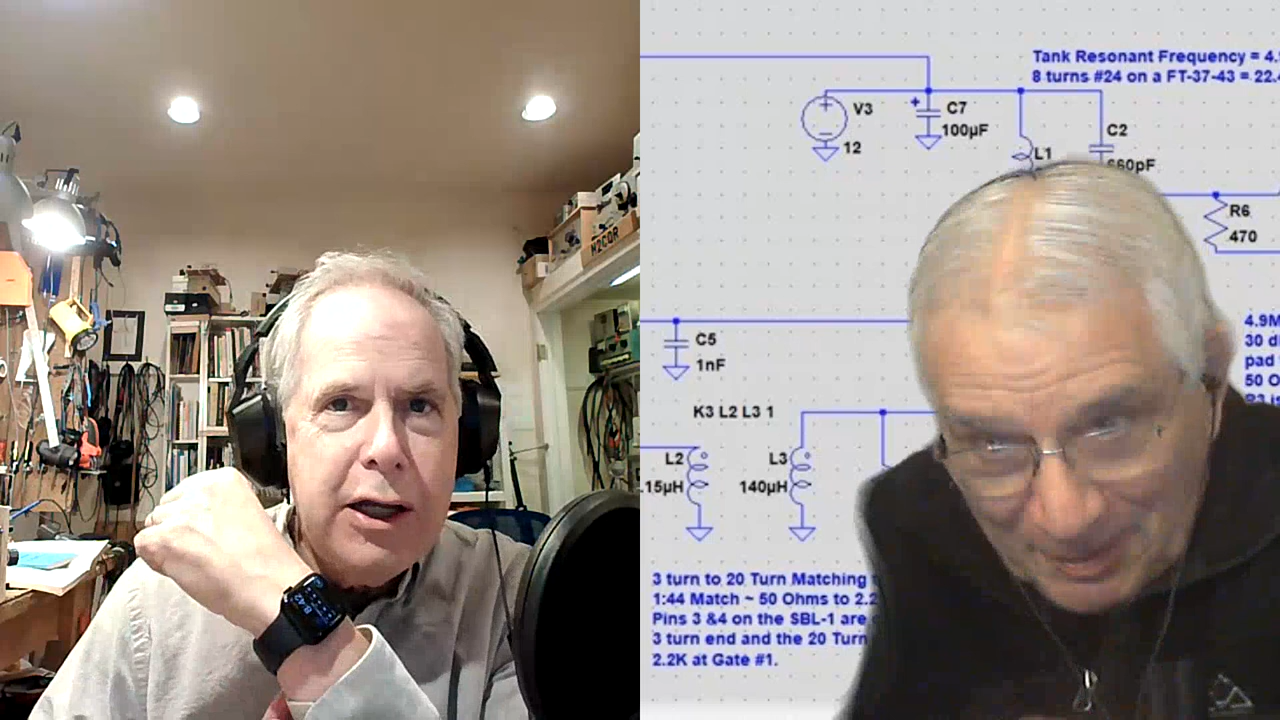 M2CQR
Tank Resonant Frequency = 4.
8 turns #24 on a FT-37-43 = 22.
V3
12
C7
100µF
L1
C2
660pF
R6
470
C5
1nF
4.9M
30 d
pad
50 O
K3 L2 L3 1
L2
.15µH
L3
140µH
3 turn to 20 Turn Matching
1:44 Match ~ 50 Ohms to 2.2
Pins 3 &4 on the SBL-1 are
3 turn end and the 20 Turn
2.2K at Gate #1.